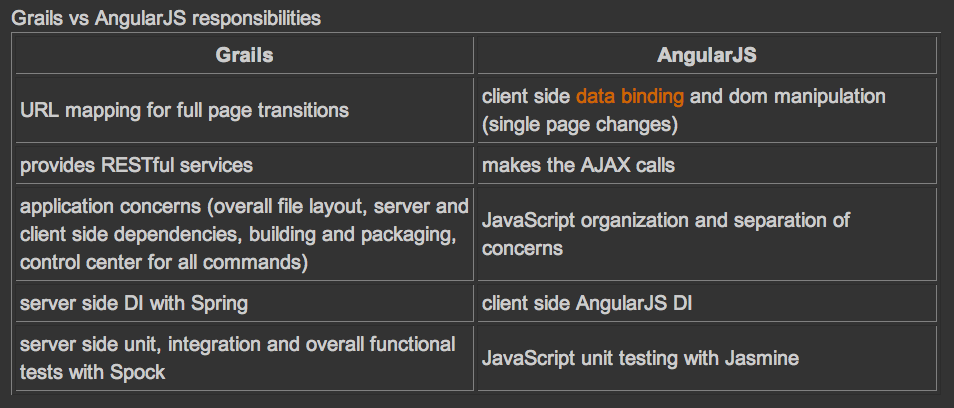 Grails vs AngularJS responsibilities
Grails
AngularJS
URL mapping for full page transitions
client side data binding and dom manipulation
(single page changes)
provides RESTful services
makes the AJAX calls
application concerns (overall file layout, server and
client side dependencies, building and packaging,
control center for all commands)
JavaScript organization and separation of
concerns
server side DI with Spring
client side AngularJS DI
server side unit, integration and overall functional
tests with Spock
JavaScript unit testing with Jasmine